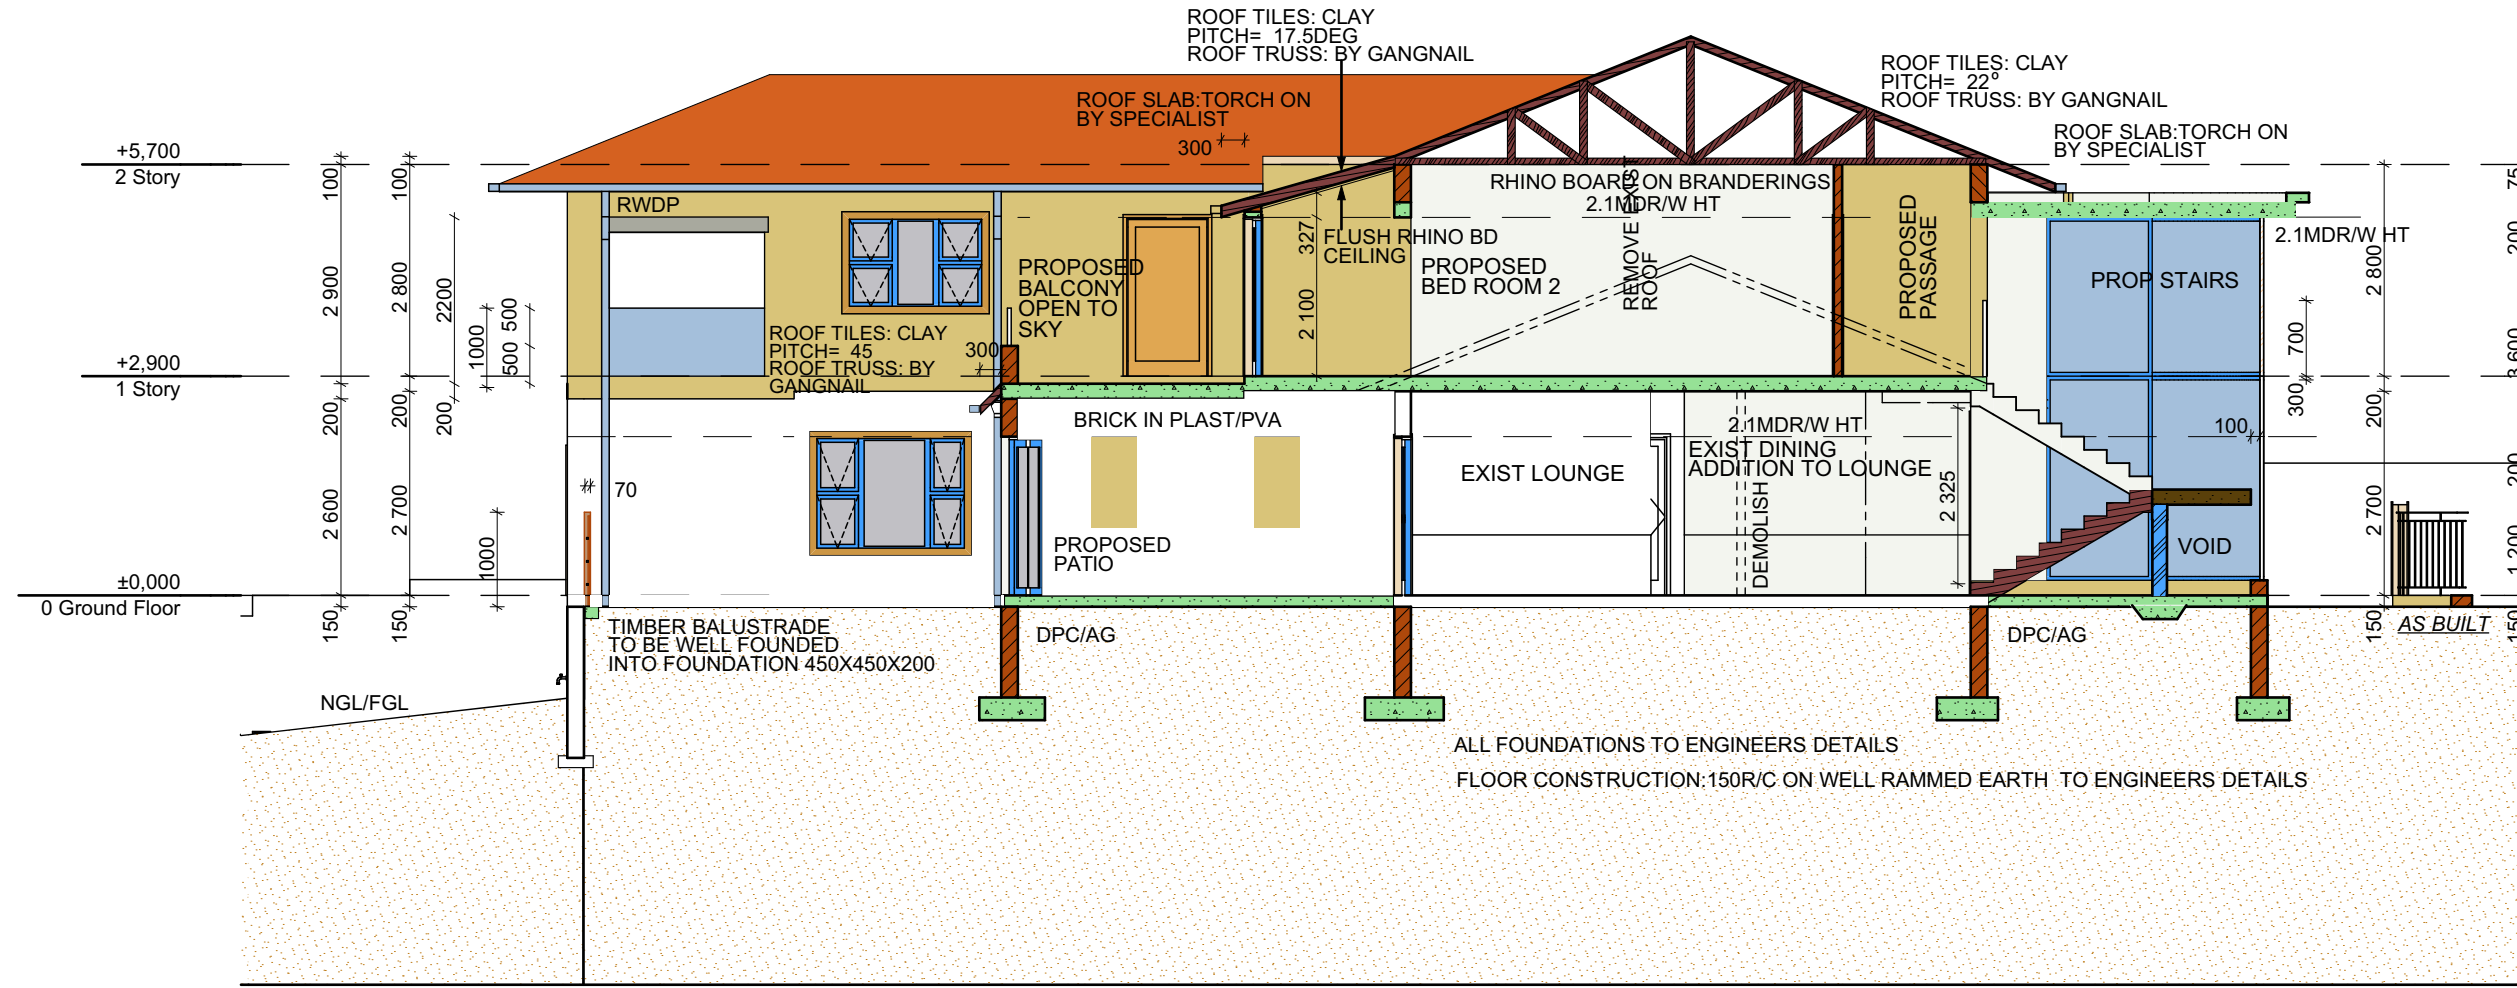 ROOF TILES: CLAY
PITCH= 17.5DEG
ROOF TRUSS: BY GANGNAIL
ROOF TILES: CLAY
PITCH= 22°
ROOF TRUSS: BY GANGNAIL
ROOF SLAB:TORCH ON
BY SPECIALIST
300
ROOF SLAB:TORCH ON
BY SPECIALIST
+5,700
2 Story
100
100
RHINO BOARD ON BRANDERINGS
2.1MDR/W HT
REMOVE EXIST
ROOF
RWDP
PROPOSED
PASSAGE
2.1MDR/W HT
FLUSH RHINO BD
CEILING
327
2 100
PROPOSED
BED ROOM 2
PROPOSED
BALCONY
OPEN TO
SKY
PROP STAIRS
2 900
2 800
2200
1000
500
500
2 800
200
700
300
3 600
ROOF TILES: CLAY
PITCH= 45
ROOF TRUSS: BY
GANGNAIL
300
+2,900
1 Story
200
200
200
200
BRICK IN PLAST/PVA
2.1MDR/W HT
100
EXIST LOUNGE
EXIST DINING
ADDITION TO LOUNGE
DEMOLISH
2 325
2 600
2 700
70
1000
2 700
200
1 200
PROPOSED
PATIO
VOID
±0,000
0 Ground Floor
150
150
150
150
AS BUILT
TIMBER BALUSTRADE
TO BE WELL FOUNDED
INTO FOUNDATION 450X450X200
DPC/AG
DPC/AG
NGL/FGL
ALL FOUNDATIONS TO ENGINEERS DETAILS
FLOOR CONSTRUCTION:150R/C ON WELL RAMMED EARTH TO ENGINEERS DETAILS